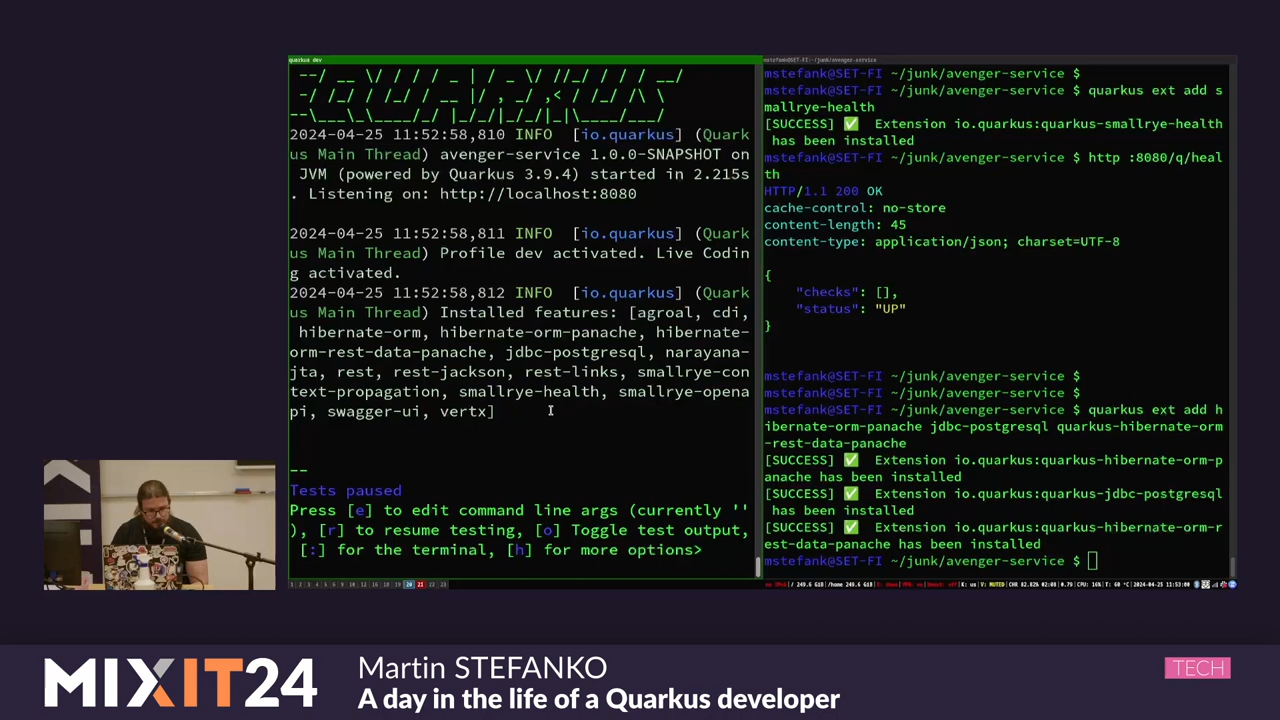 quarkus dev
2024-04-25 11:52:58,810 INFO  [io.quarkus] (Quark
us Main Thread) avenger-service 1.0.0-SNAPSHOT on
 JVM (powered by Quarkus 3.9.4) started in 2.215s
. Listening on: http://localhost:8080
2024-04-25 11:52:58,811 INFO  [io.quarkus] (Quark
us Main Thread) Profile dev activated. Live Codin
g activated.
2024-04-25 11:52:58,812 INFO  [io.quarkus] (Quark
us Main Thread) Installed features: [agroal, cdi,
 hibernate-orm, hibernate-orm-panache, hibernate-
orm-rest-data-panache, jdbc-postgresql, narayana-
jta, rest, rest-jackson, rest-links, smallrye-con
text-propagation, smallrye-health, smallrye-opena
pi, swagger-ui, vertx]
--
Tests paused
Press [e] to edit command line args (currently ''
), [r] to resume testing, [o] Toggle test output,
 [:] for the terminal, [h] for more options>
mstefank@SET-FI:~/junk/avenger-service
mstefank@SET-FI ~/junk/avenger-service $
mstefank@SET-FI ~/junk/avenger-service $ quarkus ext add s
mallrye-health
[SUCCESS] ✅  Extension io.quarkus:quarkus-smallrye-health
 has been installed
mstefank@SET-FI ~/junk/avenger-service $ http :8080/q/heal
th
HTTP/1.1 200 OK
cache-control: no-store
content-length: 45
content-type: application/json; charset=UTF-8
{
    "checks": [],
    "status": "UP"
}
mstefank@SET-FI ~/junk/avenger-service $
mstefank@SET-FI ~/junk/avenger-service $
mstefank@SET-FI ~/junk/avenger-service $ quarkus ext add h
ibernate-orm-panache jdbc-postgresql quarkus-hibernate-orm
-rest-data-panache
[SUCCESS] ✅  Extension io.quarkus:quarkus-hibernate-orm-p
anache has been installed
[SUCCESS] ✅  Extension io.quarkus:quarkus-jdbc-postgresql
 has been installed
[SUCCESS] ✅  Extension io.quarkus:quarkus-hibernate-orm-r
est-data-panache has been installed
mstefank@SET-FI ~/junk/avenger-service $
MIXIT24
Martin STEFANKO
A day in the life of a Quarkus developer
TECH